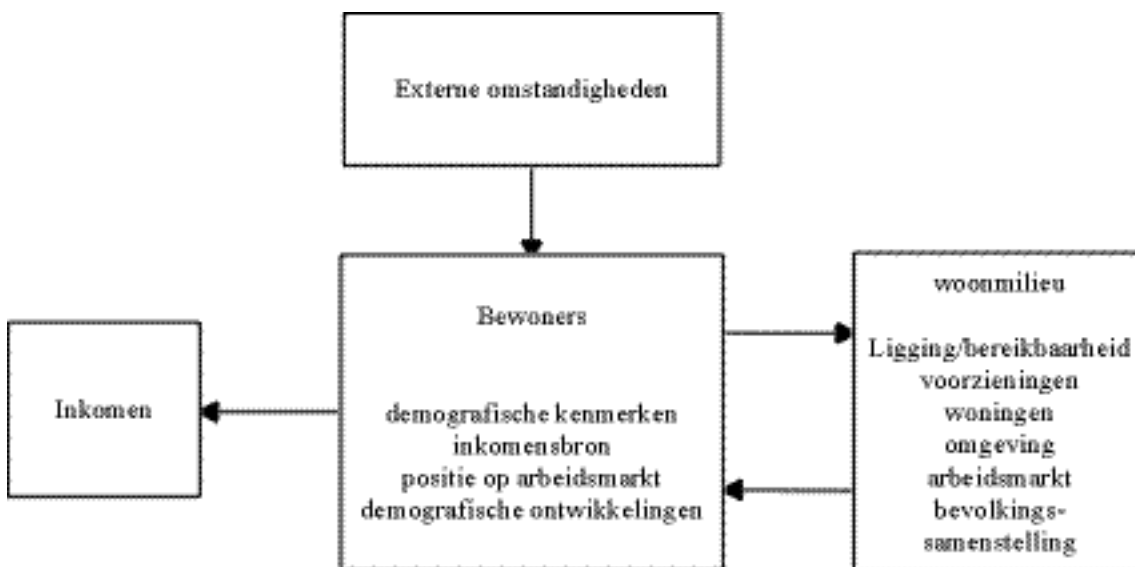 Externe omstandigheden
Inkomen
Bewoners
demografische kenmerken
inkomensbron
positie op arbeidsmarkt
demografische ontwikkelingen
woonmilieu
Ligging/bereikbaarheid
voorzieningen
woningen
omgeving
arbeidsmarkt
bevolkings-
samenstelling